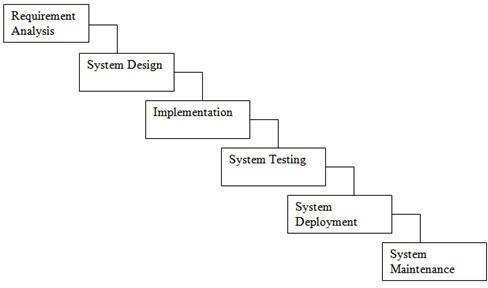 Requirement
Analysis
System Design
Implementation
System Testing
System
Deployment
System
Maintenance